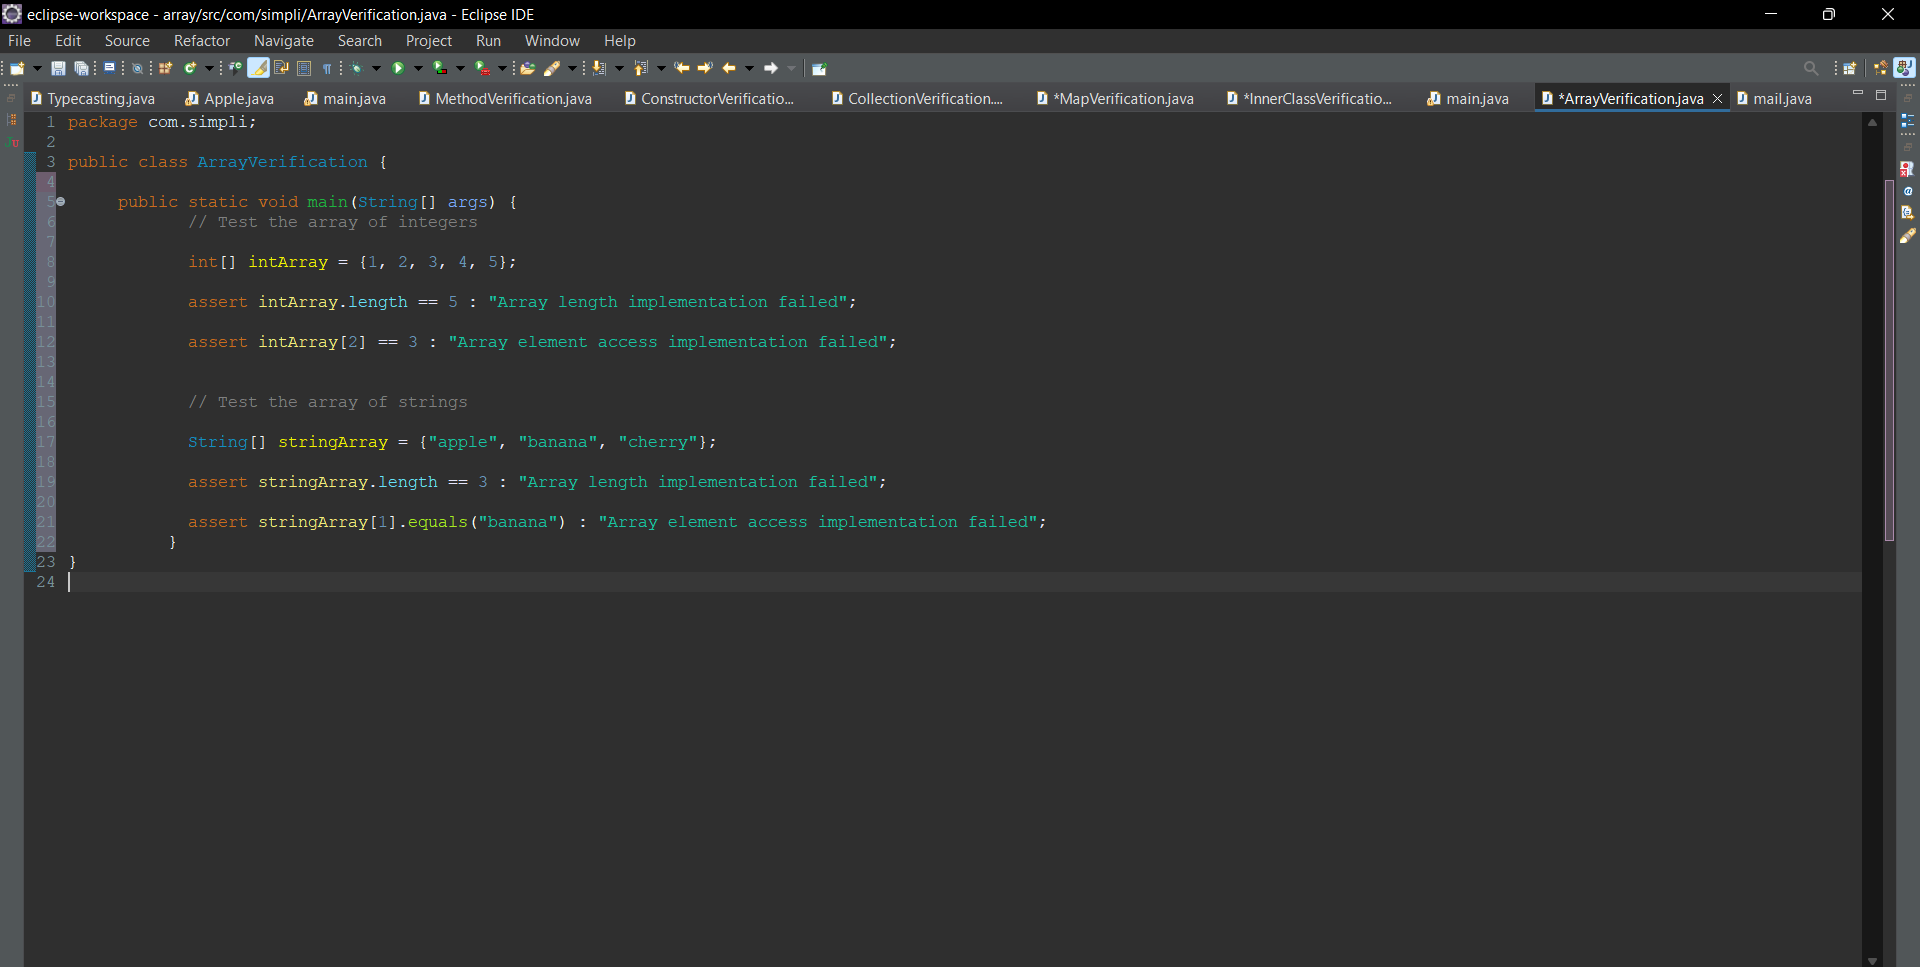 eclipse-workspace - array/src/com/simpli/ArrayVerification.java - Eclipse IDE
File Edit Source Refactor Navigate Search Project Run Window Help
Typecasting.java Apple.java main.java MethodVerification.java ConstructorVerificatio... CollectionVerification.... *MapVerification.java *InnerClassVerificatio... main.java *ArrayVerification.java mail.java
1 package com.simpli;
2
3 public class ArrayVerification {
4
5 public static void main(String[] args) {
6 // Test the array of integers
7
8 int[] intArray = {1, 2, 3, 4, 5};
9
10 assert intArray.length == 5 : "Array length implementation failed";
11
12 assert intArray[2] == 3 : "Array element access implementation failed";
13
14
15 // Test the array of strings
16
17 String[] stringArray = {"apple", "banana", "cherry"};
18
19 assert stringArray.length == 3 : "Array length implementation failed";
20
21 assert stringArray[1].equals("banana") : "Array element access implementation failed";
22 }
23 }
24